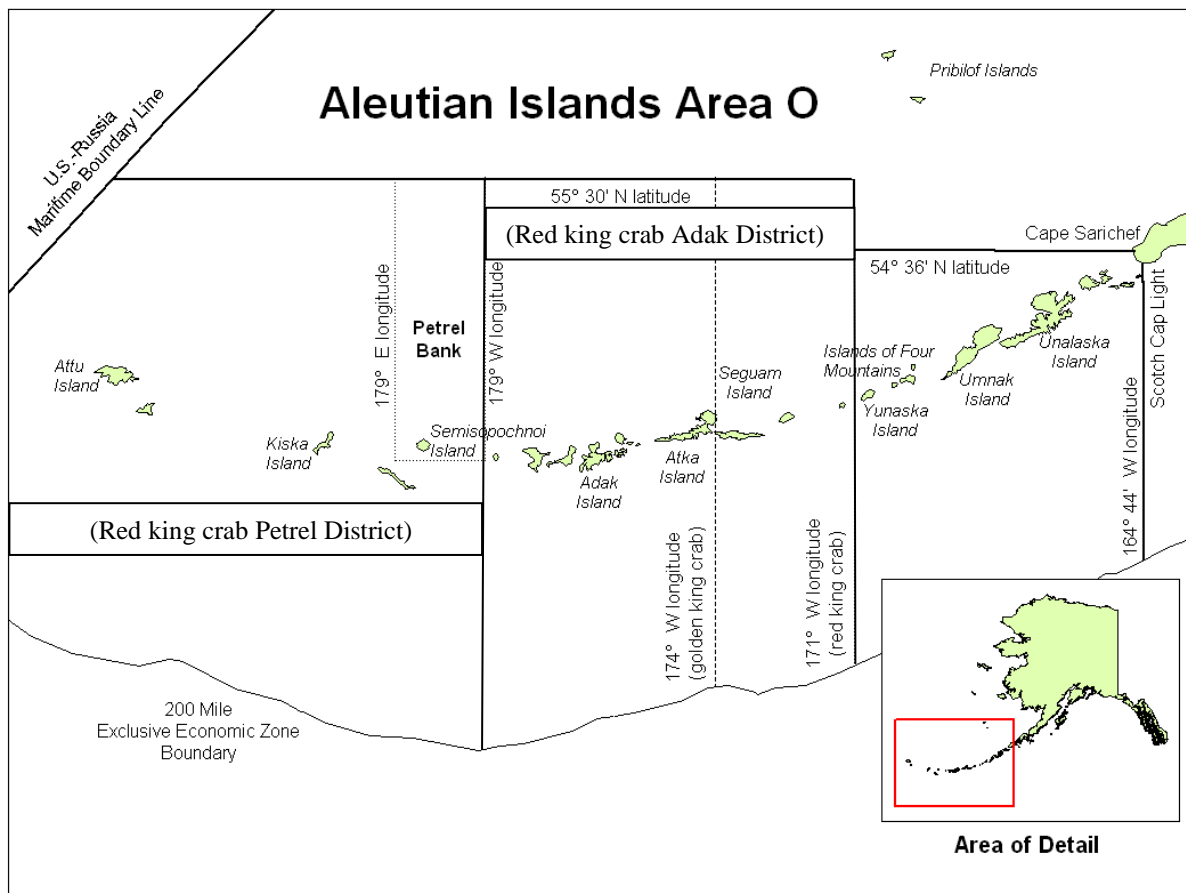 Aleutian Islands Area O
Pribilof Islands
U.S.-Russia
Maritime Boundary Line
55° 30' N latitude
(Red king crab Adak District)
Cape Sarichef
54° 36' N latitude
Scotch Cap Light
179° E longitude
Petrel
Bank
179° W longitude
Attu
Island
Kiska
Island
Semisopochnoi
Island
Adak
Island
Atka
Island
Seguam
Island
Islands of Four
Mountains
Yunaska
Island
Umnak
Island
Unalaska
Island
164° 44' W longitude
(Red king crab Petrel District)
174° W longitude
(golden king crab)
171° W longitude
(red king crab)
200 Mile
Exclusive Economic Zone
Boundary
Area of Detail